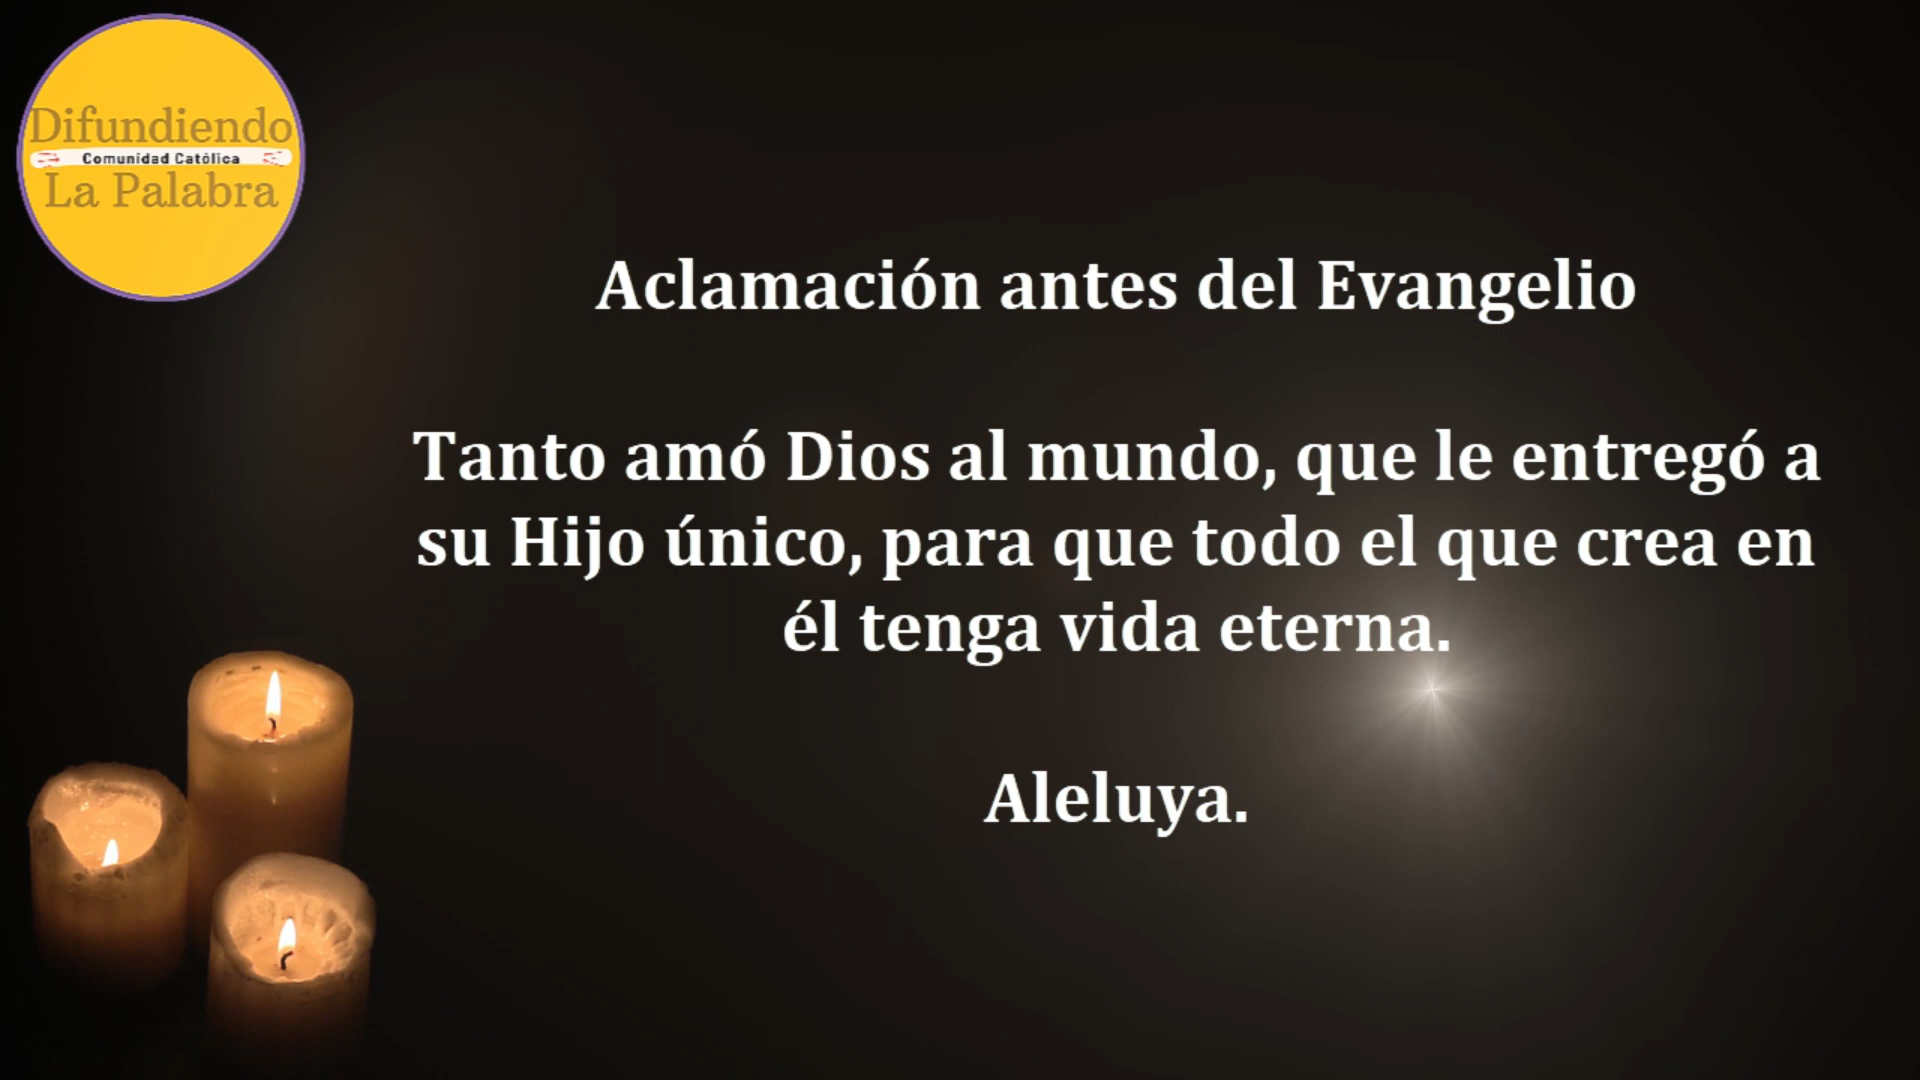 Difundiendo
Comunidad Católica
La Palabra
Aclamación antes del Evangelio
Tanto amó Dios al mundo, que le entregó a
su Hijo único, para que todo el que crea en
él tenga vida eterna.
Aleluya.